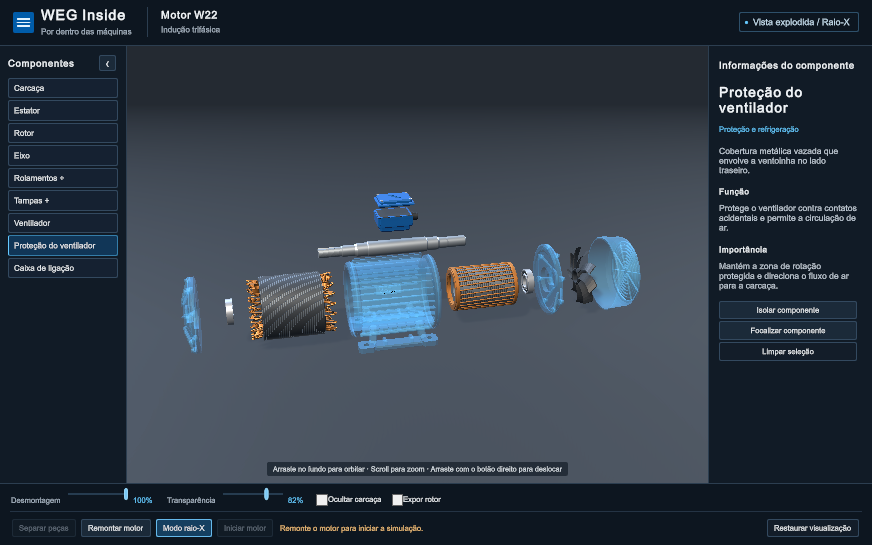 WEG Inside
Por dentro das máquinas
Motor W22
Indução trifásica
Vista explodida / Raio-X
Componentes
Carcaça
Estator
Rotor
Eixo
Rolamentos +
Tampas +
Ventilador
Proteção do ventilador
Caixa de ligação
Informações do componente
Proteção do
ventilador
Proteção e refrigeração
Cobertura metálica vazada que
envolve a ventoinha no lado
traseiro.
Função
Protege o ventilador contra contatos
acidentais e permite a circulação de
ar.
Importância
Mantém a zona de rotação
protegida e direciona o fluxo de ar
para a carcaça.
Isolar componente
Focalizar componente
Limpar seleção
Arraste no fundo para orbitar · Scroll para zoom · Arraste com o botão direito para deslocar
Desmontagem 100% Transparência 82% Ocultar carcaça Expor rotor
Separar peças Remontar motor Modo raio-X Iniciar motor Remonte o motor para iniciar a simulação. Restaurar visualização